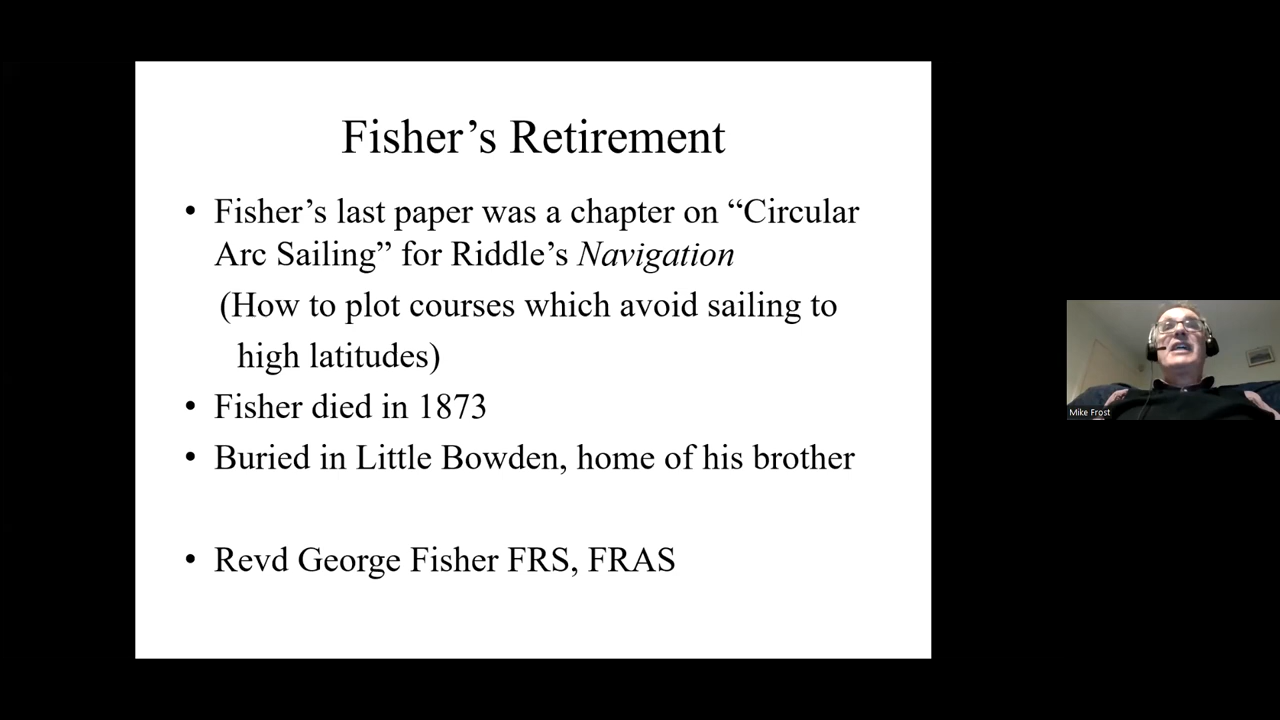 Fisher’s Retirement
• Fisher’s last paper was a chapter on “Circular
Arc Sailing” for Riddle’s Navigation
(How to plot courses which avoid sailing to
high latitudes)
• Fisher died in 1873
• Buried in Little Bowden, home of his brother
• Revd George Fisher FRS, FRAS
Mike Frost